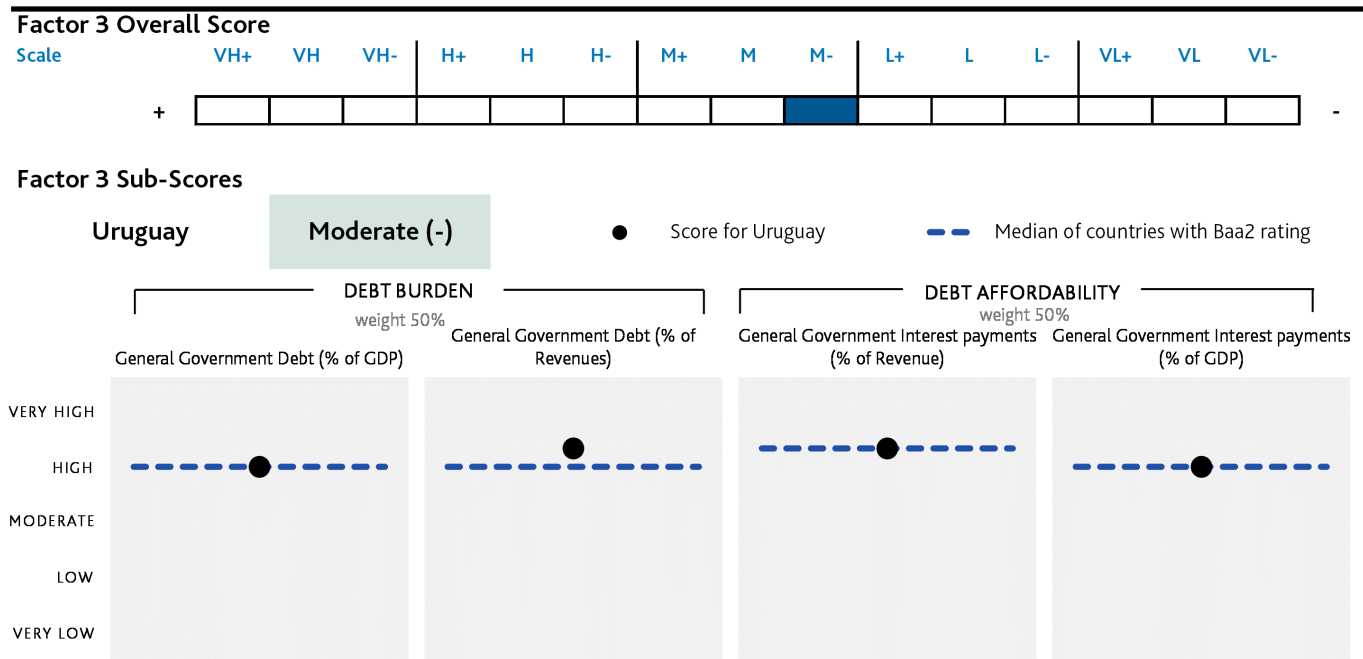 Factor 3 Overall Score
Scale VH+ VH VH- H+ H H- M+ M M- L+ L L- VL+ VL VL-
+ -
Factor 3 Sub-Scores
Uruguay Moderate (-) Score for Uruguay Median of countries with Baa2 rating
DEBT BURDEN
weight 50%
DEBT AFFORDABILITY
weight 50%
General Government Debt (% of GDP)
General Government Debt (% of
Revenues)
General Government Interest payments
(% of Revenue)
General Government Interest payments
(% of GDP)
VERY HIGH
HIGH
MODERATE
LOW
VERY LOW